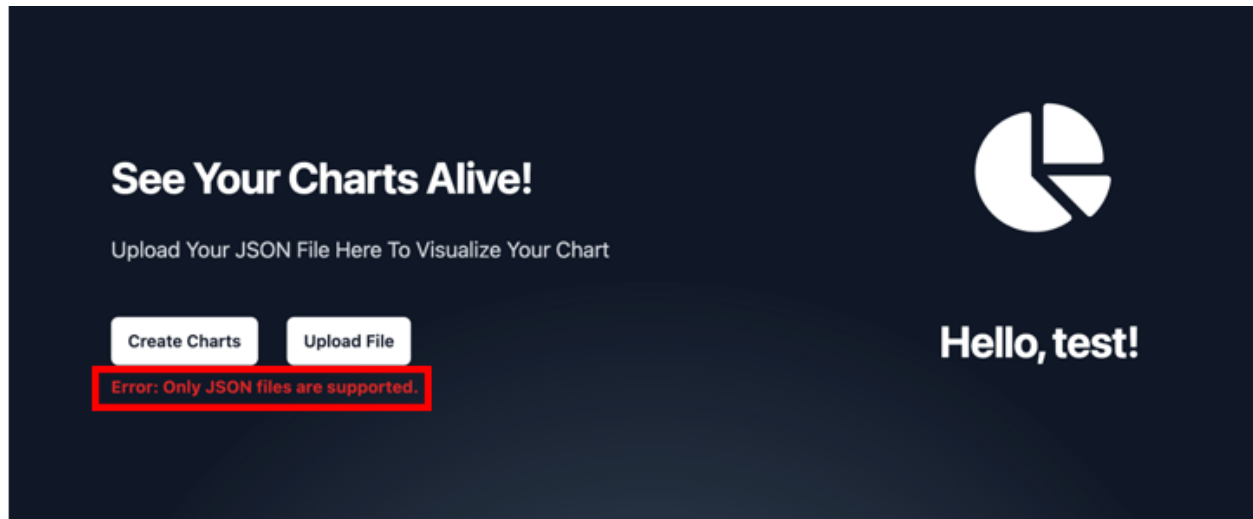 See Your Charts Alive!
Upload Your JSON File Here To Visualize Your Chart
Create Charts
Upload File
Error: Only JSON files are supported.
Hello, test!